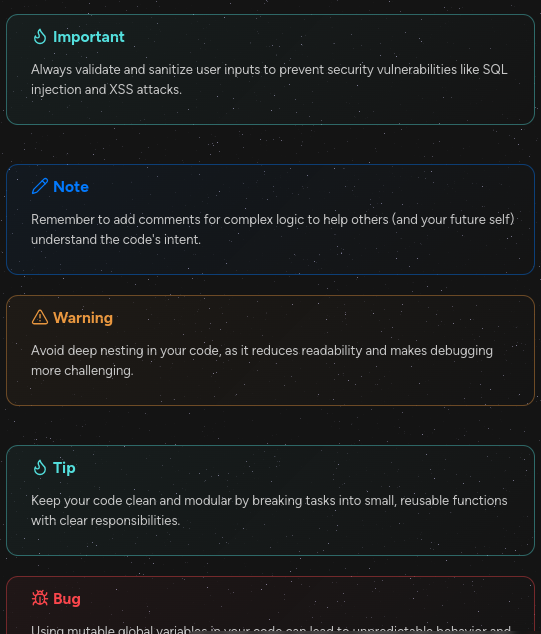 Important
Always validate and sanitize user inputs to prevent security vulnerabilities like SQL
injection and XSS attacks.
Note
Remember to add comments for complex logic to help others (and your future self)
understand the code's intent.
Warning
Avoid deep nesting in your code, as it reduces readability and makes debugging
more challenging.
Tip
Keep your code clean and modular by breaking tasks into small, reusable functions
with clear responsibilities.
Bug
Using mutable global variables in your code can lead to unpredictable behavior and